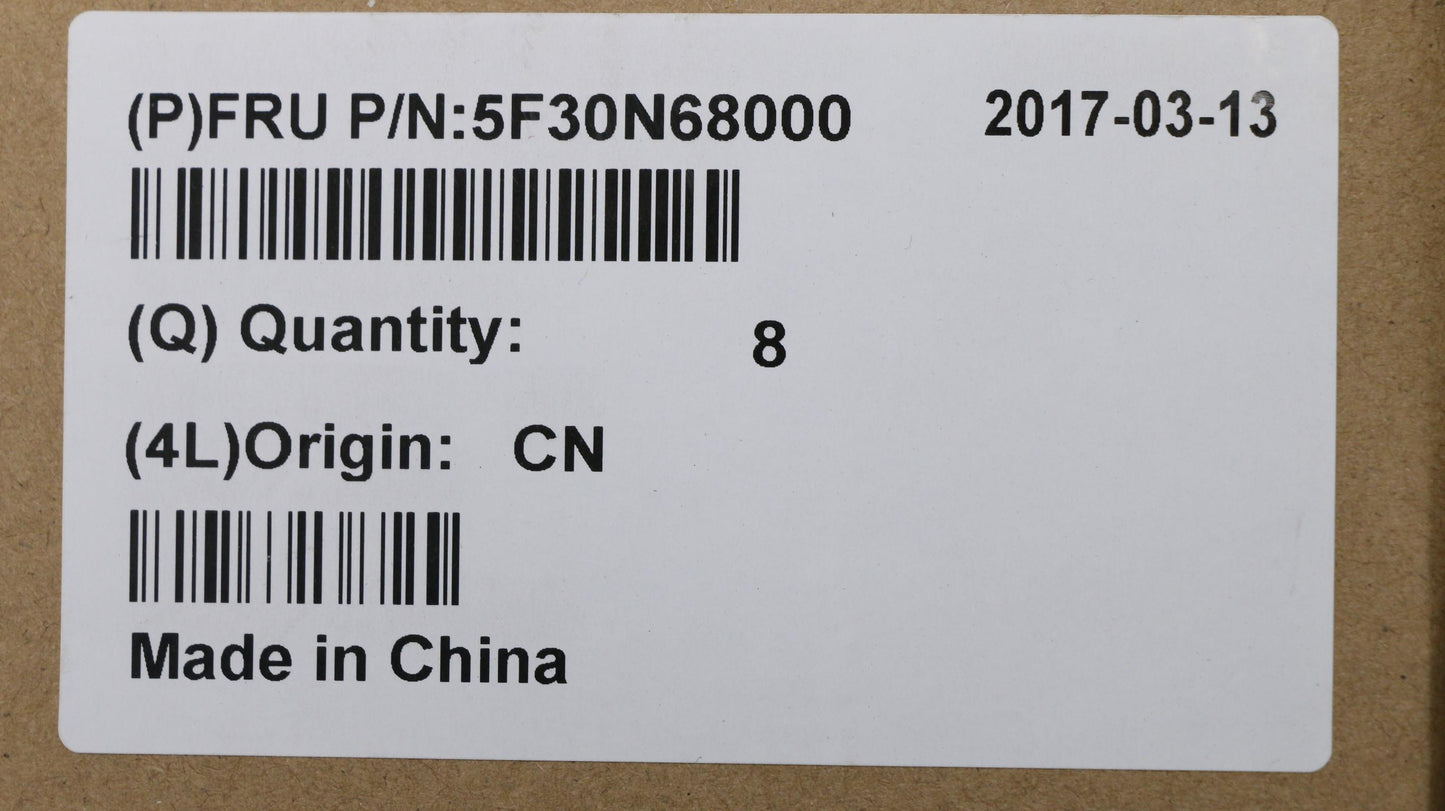 (P)FRU P/N:5F30N68000 2017-03-13
(Q) Quantity: 8
(4L)Origin: CN
Made in China